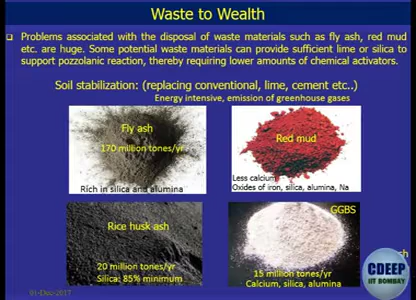 Waste to Wealth
Problems associated with the disposal of waste materials such as fly ash, red mud
etc. are huge. Some potential waste materials can provide sufficient lime or silica to
support pozzolanic reaction, thereby requiring lower amounts of chemical activators.
Soil stabilization: (replacing conventional, lime, cement etc..)
Energy intensive, emission of greenhouse gases
Fly ash
170 million tones/yr
Rich in silica and alumina
Red mud
Less calcium
Oxides of iron, silica, alumina, Na
Rice husk ash
20 million tones/yr
Silica: 85% minimum
GGBS
15 million tones/yr
Calcium, silica, alumina
CDEEP
IIT BOMBAY